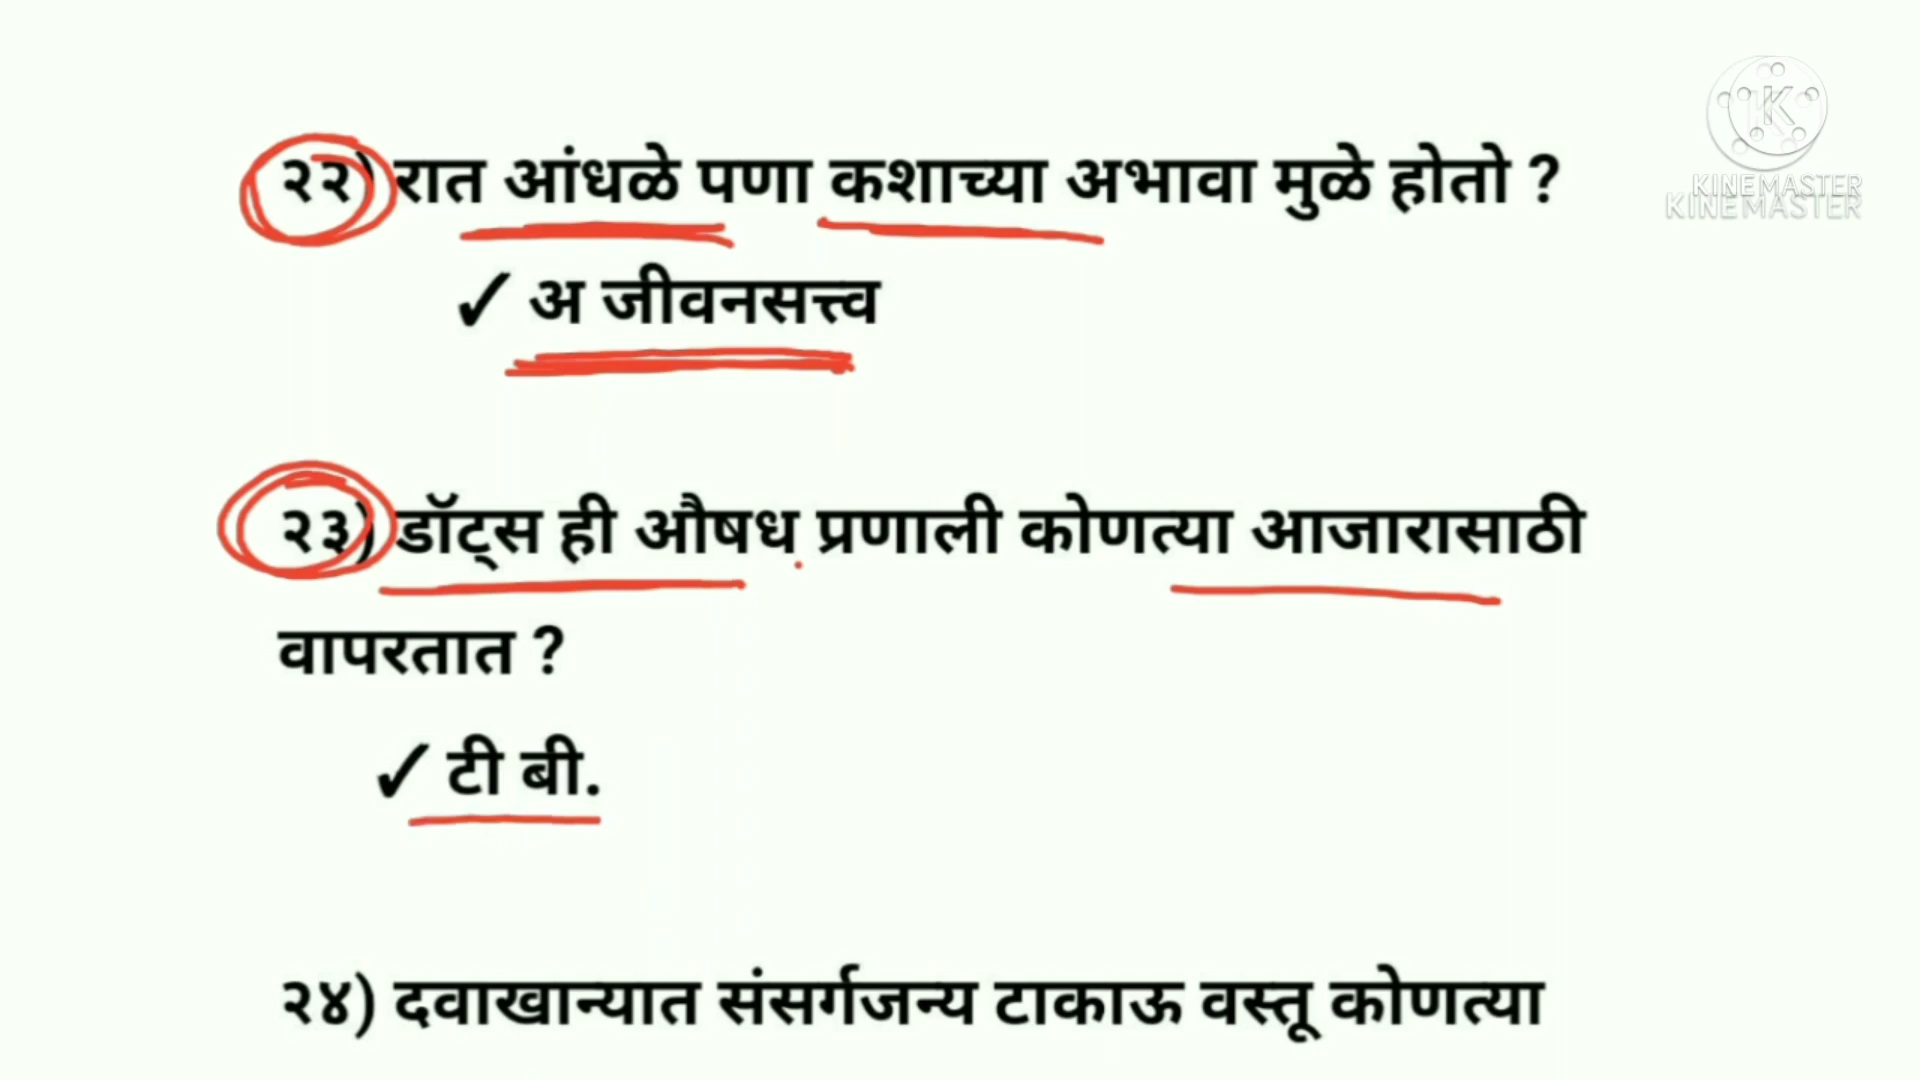 २२) रात आंधळे पणा कशाच्या अभावा मुळे होतो ?
✓ अ जीवनसत्त्व
२३) डॉट्स ही औषध प्रणाली कोणत्या आजारासाठी
वापरतात ?
✓ टी बी.
२४) दवाखान्यात संसर्गजन्य टाकाऊ वस्तू कोणत्या
K
KINEMASTER
KINEMASTER